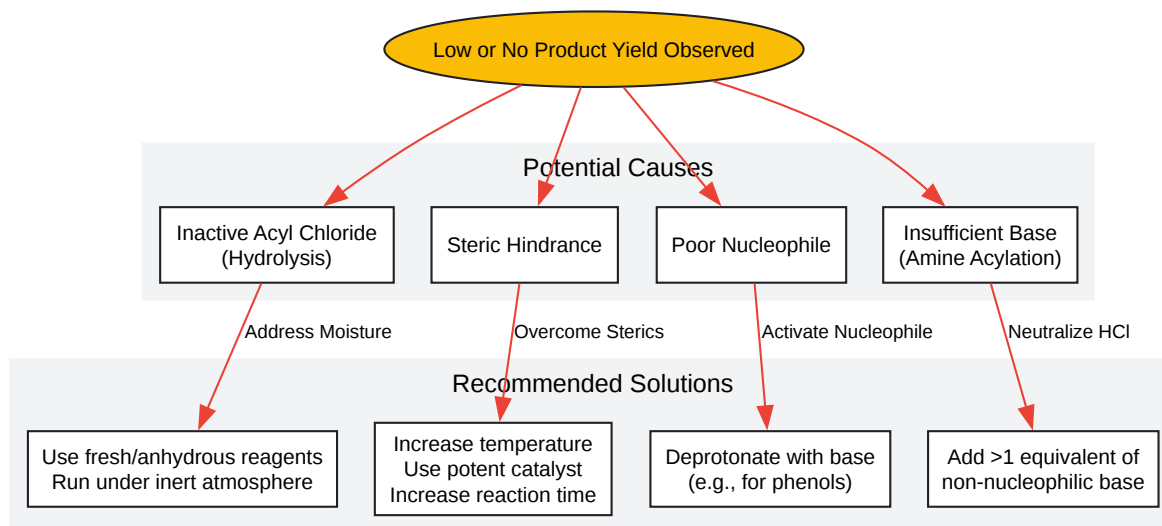 Low or No Product Yield Observed
Potential Causes
Inactive Acyl Chloride
(Hydrolysis)
Steric Hindrance
Poor Nucleophile
Insufficient Base
(Amine Acylation)
Address Moisture
Overcome Sterics
Activate Nucleophile
Neutralize HCl
Recommended Solutions
Use fresh/anhydrous reagents
Run under inert atmosphere
Increase temperature
Use potent catalyst
Increase reaction time
Deprotonate with base
(e.g., for phenols)
Add >1 equivalent of
non-nucleophilic base